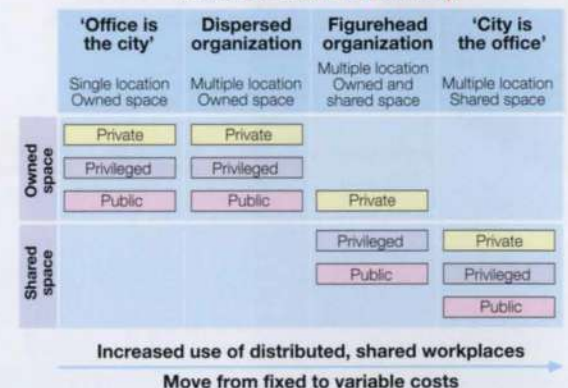 ‘Office is
the city’
Single location
Owned space
Dispersed
organization
Multiple location
Owned space
Figurehead
organization
Multiple location
Owned and
shared space
‘City is
the office’
Multiple location
Shared space
Owned
space
Private
Private
Privileged
Privileged
Public
Public
Private
Shared
space
Privileged
Private
Public
Privileged
Public
Increased use of distributed, shared workplaces
Move from fixed to variable costs